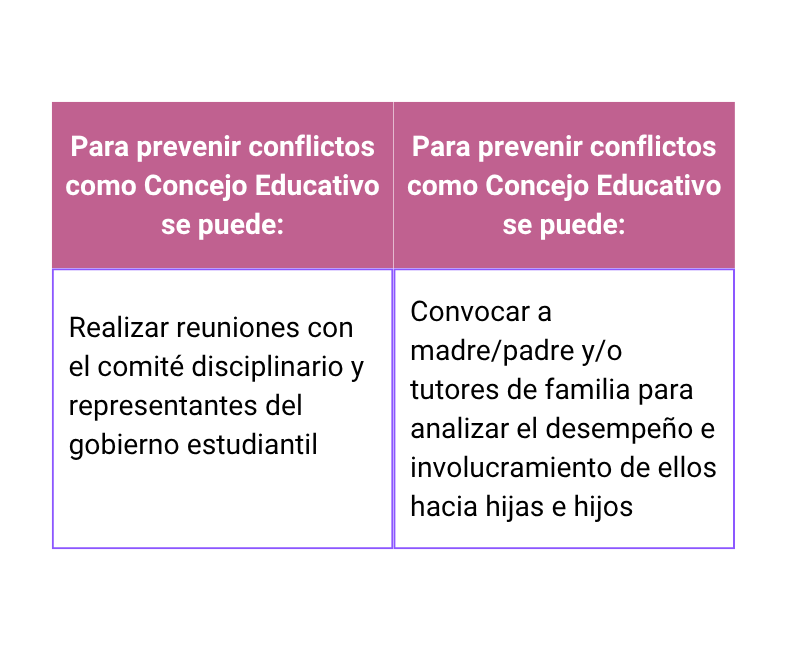 Para prevenir conflictos
como Concejo Educativo
se puede:
Para prevenir conflictos
como Concejo Educativo
se puede:
Realizar reuniones con
el comité disciplinario y
representantes del
gobierno estudiantil
Convocar a
madre/padre y/o
tutores de familia para
analizar el desempeño e
involucramiento de ellos
hacia hijas e hijos